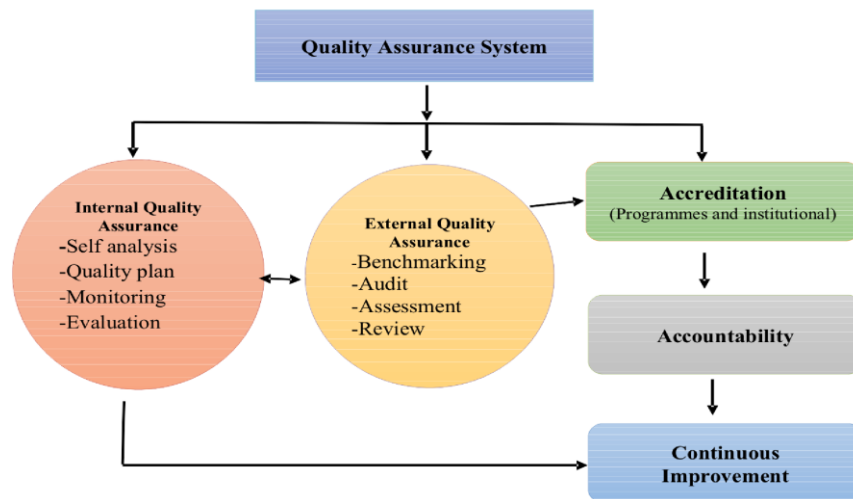 Quality Assurance System
Internal Quality
Assurance
-Self analysis
-Quality plan
-Monitoring
-Evaluation
External Quality
Assurance
-Benchmarking
-Audit
-Assessment
-Review
Accreditation
(Programmes and institutional)
Accountability
Continuous
Improvement